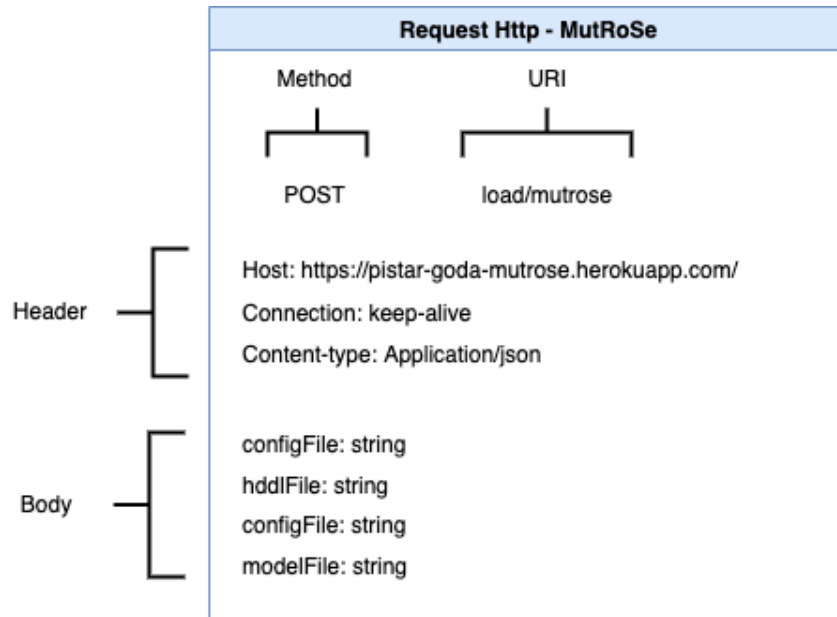 Request Http - MutRoSe
Method URI
POST load/mutrose
Header
Host: https://pistar-goda-mutrose.herokuapp.com/
Connection: keep-alive
Content-type: Application/json
Body
configFile: string
hddlFile: string
configFile: string
modelFile: string